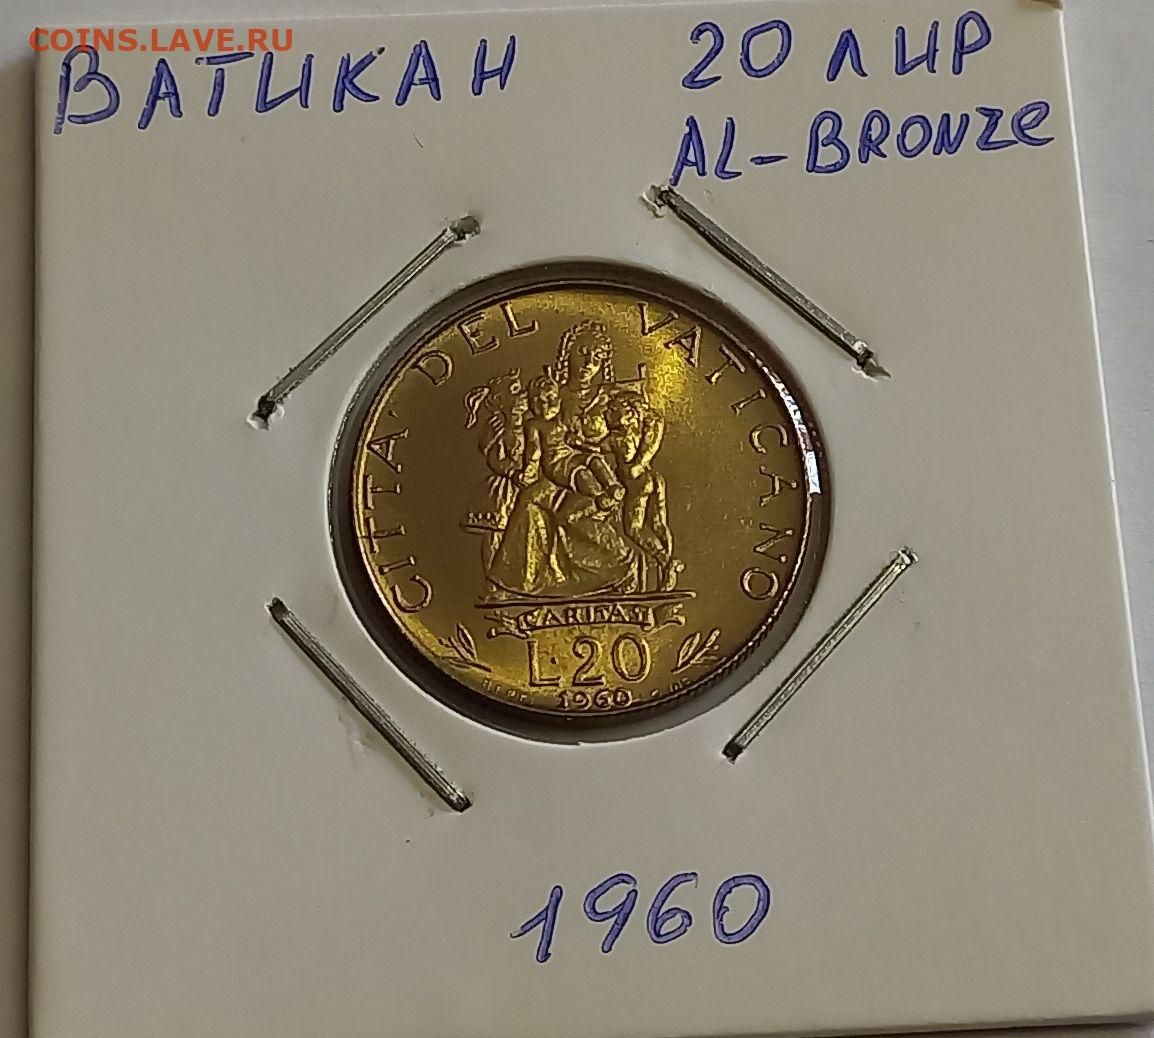 COINS.LAVE.RU
ВАТИКАН
20 ЛИР
AL-BRONZE
CITTA' DEL VATICANO
CARITAS
L·20
1960
1960